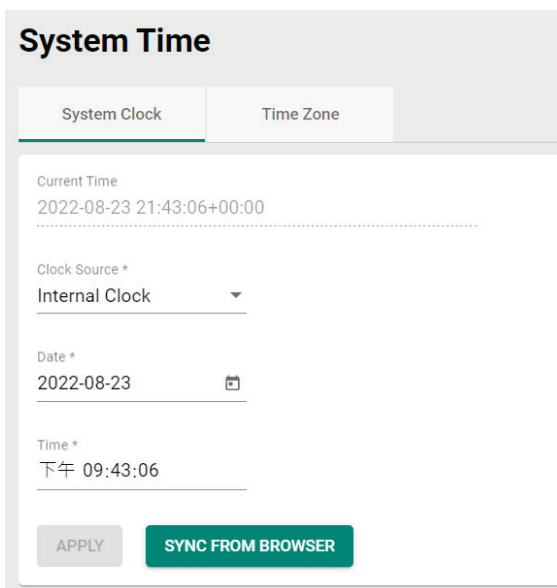 System Time
System Clock Time Zone
Current Time
2022-08-23 21:43:06+00:00
Clock Source *
Internal Clock
Date *
2022-08-23
Time *
下午 09:43:06
APPLY SYNC FROM BROWSER